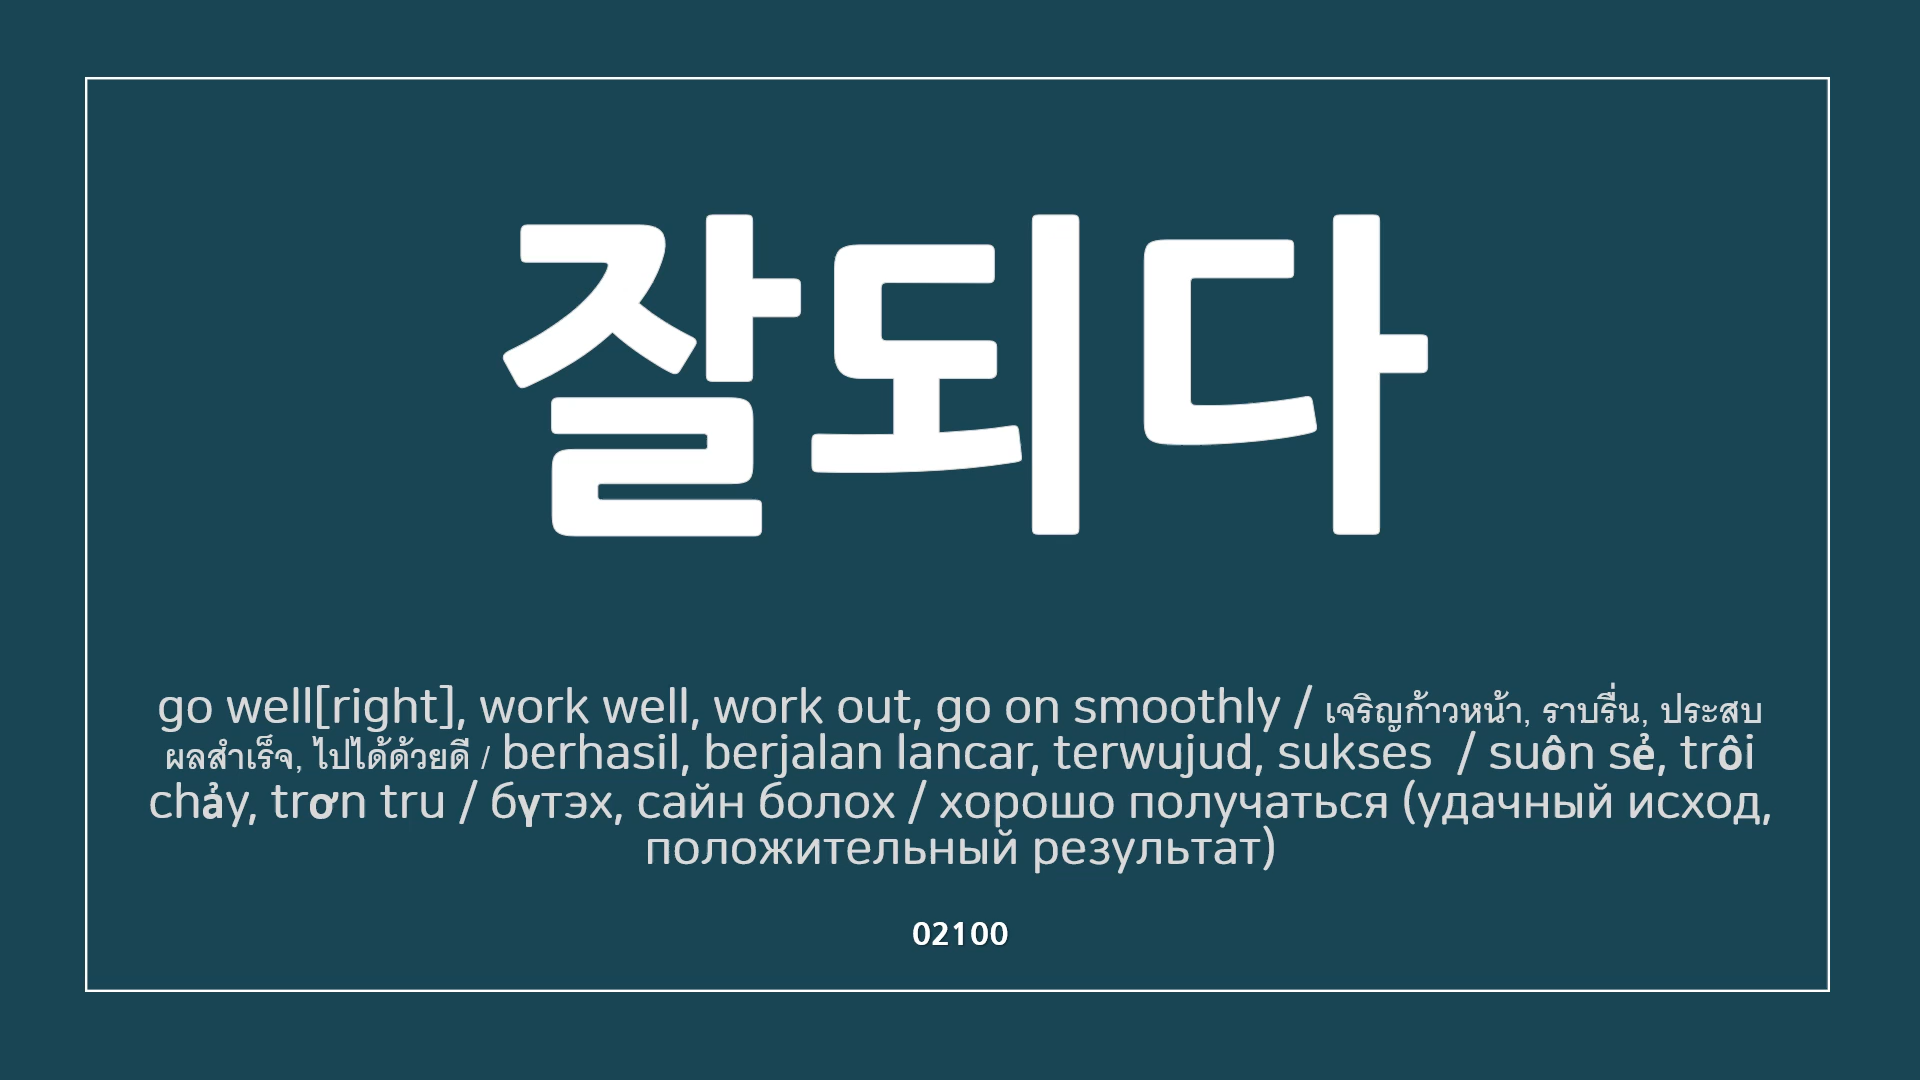 잘되다
go well[right], work well, work out, go on smoothly / เจริญก้าวหน้า, ราบรื่น, ประสบ
ผลสำเร็จ, ไปได้ด้วยดี / berhasil, berjalan lancar, terwujud, sukses / suôn sẻ, trôi
chảy, trơn tru / бүтэх, сайн болох / хорошо получаться (удачный исход,
положительный результат)
02100